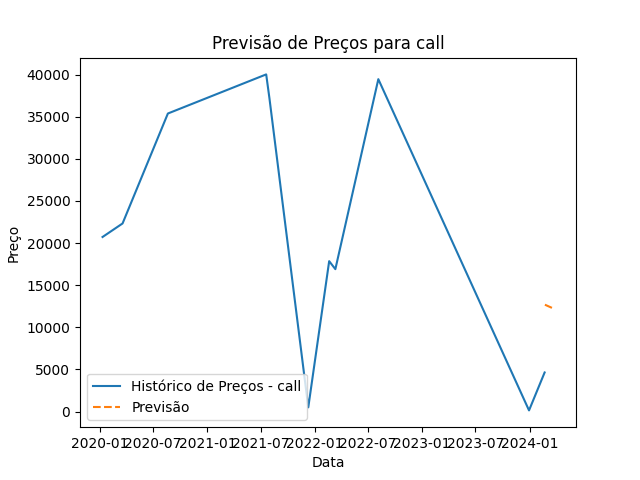 Previsão de Preços para call
Preço
40000
35000
30000
25000
20000
15000
10000
5000
0
Histórico de Preços - call
Previsão
2020-01 2020-07 2021-01 2021-07 2022-01 2022-07 2023-01 2023-07 2024-01
Data